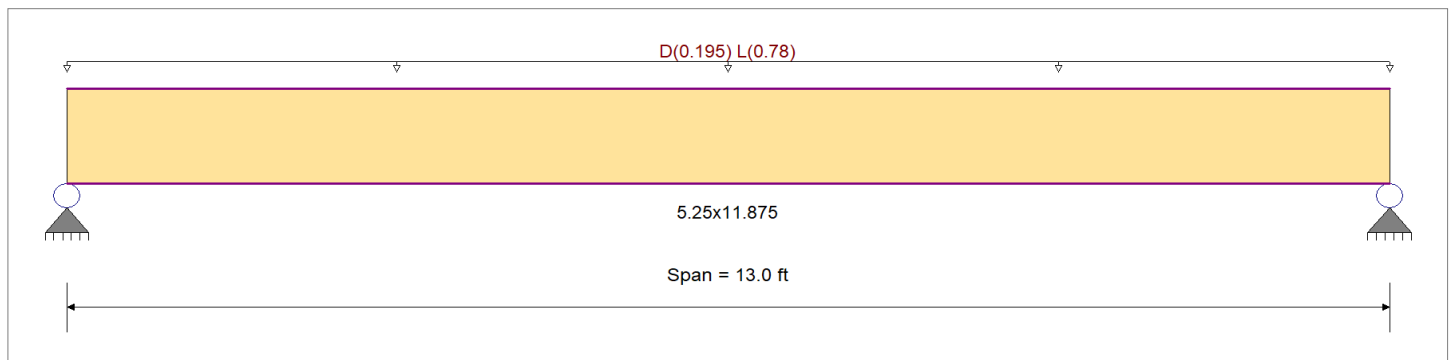 D(0.195) L(0.78)
5.25x11.875
Span = 13.0 ft